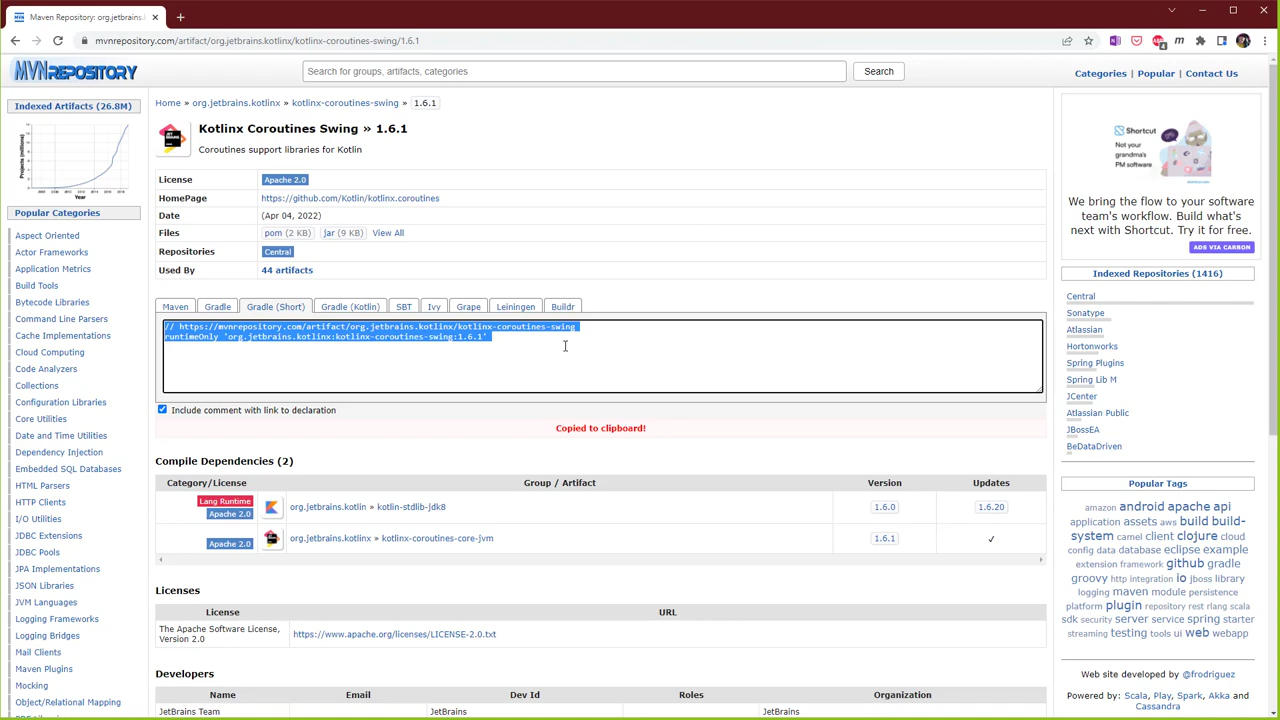 Maven Repository: org.jetbrains.
mvnrepository.com/artifact/org.jetbrains.kotlinx/kotlinx-coroutines-swing/1.6.1
4
MVNREPOSITORY
Search for groups, artifacts, categories
Search
Categories | Popular | Contact Us
Indexed Artifacts (26.8M)
Projects (millions)
Year
Popular Categories
Aspect Oriented
Actor Frameworks
Application Metrics
Build Tools
Bytecode Libraries
Command Line Parsers
Cache Implementations
Cloud Computing
Code Analyzers
Collections
Configuration Libraries
Core Utilities
Date and Time Utilities
Dependency Injection
Embedded SQL Databases
HTML Parsers
HTTP Clients
I/O Utilities
JDBC Extensions
JDBC Pools
JPA Implementations
JSON Libraries
JVM Languages
Logging Frameworks
Logging Bridges
Mail Clients
Maven Plugins
Mocking
Object/Relational Mapping
Home » org.jetbrains.kotlinx » kotlinx-coroutines-swing » 1.6.1
JET BRAINS
Kotlinx Coroutines Swing » 1.6.1
Coroutines support libraries for Kotlin
License Apache 2.0
HomePage https://github.com/Kotlin/kotlinx.coroutines
Date (Apr 04, 2022)
Files pom (2 KB) jar (9 KB) View All
Repositories Central
Used By 44 artifacts
Maven Gradle Gradle (Short) Gradle (Kotlin) SBT Ivy Grape Leiningen Buildr
// https://mvnrepository.com/artifact/org.jetbrains.kotlinx/kotlinx-coroutines-swing
runtimeOnly 'org.jetbrains.kotlinx:kotlinx-coroutines-swing:1.6.1'
Include comment with link to declaration
Copied to clipboard!
Compile Dependencies (2)
Category/License Group / Artifact Version Updates
Lang Runtime
Apache 2.0
org.jetbrains.kotlin » kotlin-stdlib-jdk8 1.6.0 1.6.20
Apache 2.0
org.jetbrains.kotlinx » kotlinx-coroutines-core-jvm 1.6.1 ✓
Licenses
License URL
The Apache Software License,
Version 2.0
https://www.apache.org/licenses/LICENSE-2.0.txt
Developers
Name Email Dev Id Roles Organization
JetBrains Team JetBrains JetBrains
Shortcut
Not your
grandma's
PM software
We bring the flow to your software
team's workflow. Build what's
next with Shortcut. Try it for free.
ADS VIA CARBON
Indexed Repositories (1416)
Central
Sonatype
Atlassian
Hortonworks
Spring Plugins
Spring Lib M
JCenter
Atlassian Public
JBossEA
BeDataDriven
Popular Tags
amazon android apache api
application assets aws build build-
system camel client clojure cloud
config data database eclipse example
extension framework github gradle
groovy http integration io jboss library
logging maven module persistence
platform plugin repository rest rlang scala
sdk security server service spring starter
streaming testing tools ui web webapp
Web site developed by @frodriguez
Powered by: Scala, Play, Spark, Akka and
Cassandra